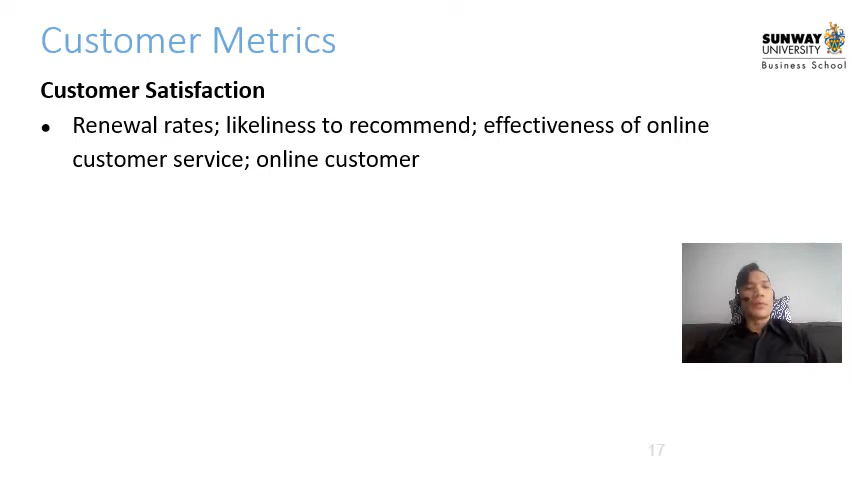 Customer Metrics
SUNWAY
UNIVERSITY
Business School
Customer Satisfaction
● Renewal rates; likeliness to recommend; effectiveness of online
customer service; online customer
17